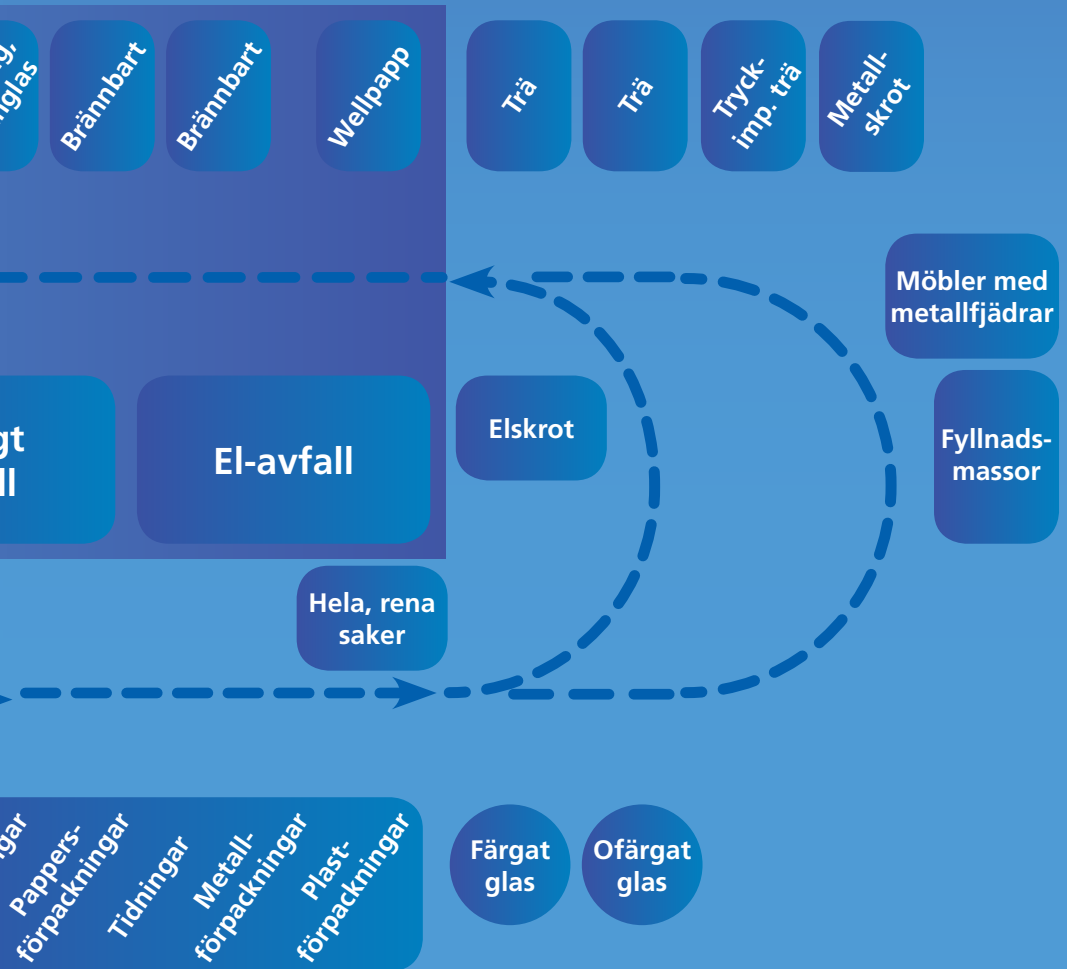 Brännbart
Brännbart
Wellpapp
Trä
Trä
Tryck-
imp. trä
Metall-
skrot
Möbler med
metallfjädrar
El-avfall
Elskrot
Fyllnads-
massor
Hela, rena
saker
Pappers-
förpackningar
Tidningar
Metall-
förpackningar
Plast-
förpackningar
Färgat
glas
Ofärgat
glas